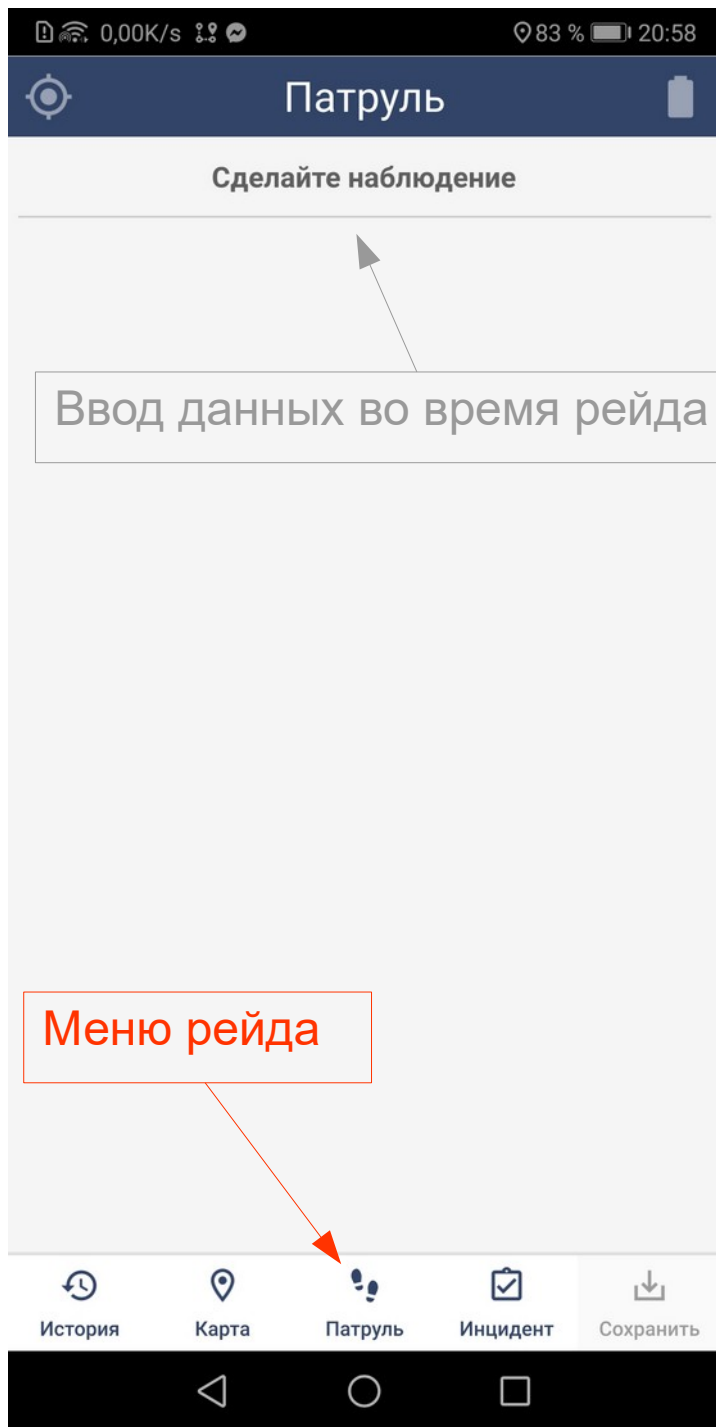 0,00K/s 83 % 20:58
Патруль
Сделайте наблюдение
Ввод данных во время рейда
Меню рейда
История Карта Патруль Инцидент Сохранить